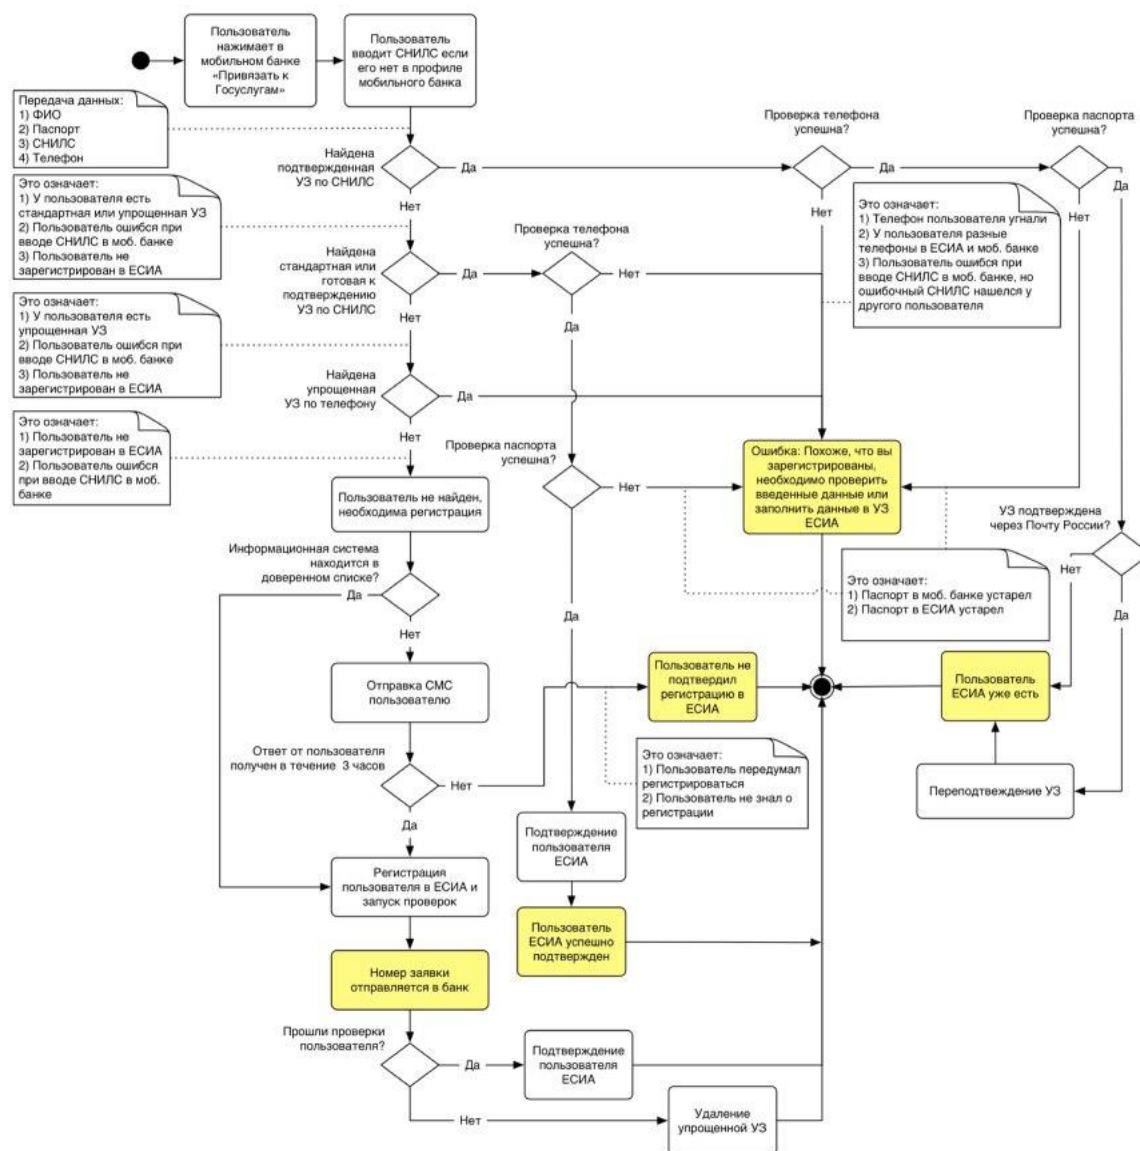 Пользователь
нажимает в
мобильном банке
«Привязать к
Госуслугам»
Пользователь
вводит СНИЛС если
его нет в профиле
мобильного банка
Передача данных:
1) ФИО
2) Паспорт
3) СНИЛС
4) Телефон
Найдена
подтвержденная
УЗ по СНИЛС
Да
Нет
Проверка телефона
успешна?
Да
Нет
Проверка паспорта
успешна?
Да
Нет
Это означает:
1) У пользователя есть
стандартная или упрощенная УЗ
2) Пользователь ошибся при
вводе СНИЛС в моб. банке
3) Пользователь не
зарегистрирован в ЕСИА
Это означает:
1) Телефон пользователя угнали
2) У пользователя разные
телефоны в ЕСИА и моб. банке
3) Пользователь ошибся при
вводе СНИЛС в моб. банке, но
ошибочный СНИЛС нашелся у
другого пользователя
Найдена
стандартная или
готовая к
подтверждению
УЗ по СНИЛС
Да
Нет
Проверка телефона
успешна?
Нет
Да
Это означает:
1) У пользователя есть
упрощенная УЗ
2) Пользователь ошибся при
вводе СНИЛС в моб. банке
3) Пользователь не
зарегистрирован в ЕСИА
Найдена
упрощенная
УЗ по телефону
Да
Нет
Это означает:
1) Пользователь не
зарегистрирован в ЕСИА
2) Пользователь ошибся
при вводе СНИЛС в моб.
банке
Проверка паспорта
успешна?
Нет
Да
Ошибка: Похоже, что вы
зарегистрированы,
необходимо проверить
введенные данные или
заполнить данные в УЗ
ЕСИА
Пользователь не найден,
необходима регистрация
УЗ подтверждена
через Почту России?
Нет
Да
Информационная система
находится в
доверенном списке?
Да
Нет
Это означает:
1) Паспорт в моб. банке устарел
2) Паспорт в ЕСИА устарел
Отправка СМС
пользователю
Пользователь не
подтвердил
регистрацию в
ЕСИА
Пользователь
ЕСИА уже есть
Ответ от пользователя
получен в течение 3 часов
Нет
Да
Это означает:
1) Пользователь передумал
регистрироваться
2) Пользователь не знал о
регистрации
Переподтвеждение УЗ
Подтверждение
пользователя
ЕСИА
Регистрация
пользователя в ЕСИА и
запуск проверок
Пользователь
ЕСИА успешно
подтвержден
Номер заявки
отправляется в банк
Прошли проверки
пользователя?
Да
Подтверждение
пользователя
ЕСИА
Нет
Удаление
упрощенной УЗ